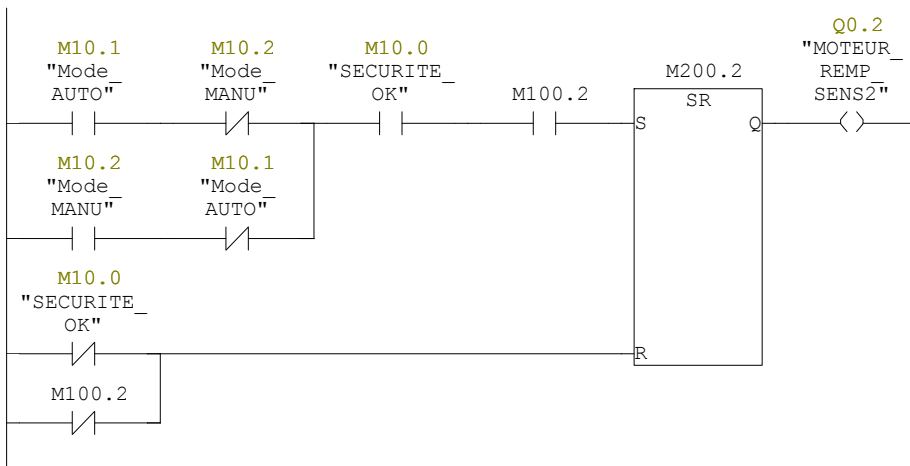 Q0.2
M10.1
M10.2
M10.0
"MOTEUR_
"Mode_
"Mode_
"SECURITE_
M200.2
REMP_
AUTO"
MANU"
OK"
M100.2
SR
SENS2"
S
Q
M10.2
M10.1
"Mode_
"Mode_
MANU"
AUTO"
M10.0
"SECURITE_
OK"
R
M100.2